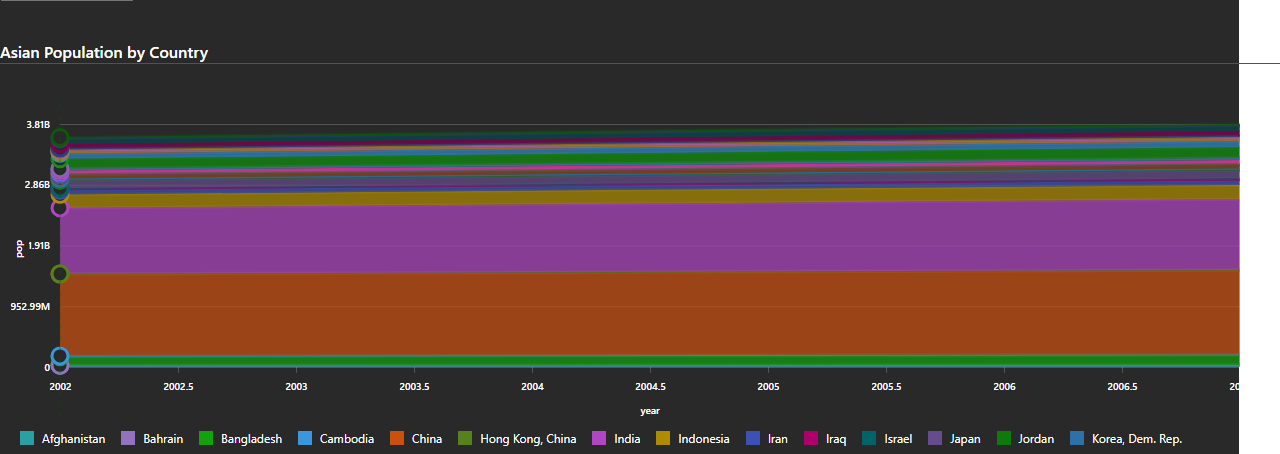 Asian Population by Country
3.81B
2.86B
1.91B
952.99M
0
pop
2002 2002.5 2003 2003.5 2004 2004.5 2005 2005.5 2006 2006.5 20
year
Afghanistan Bahrain Bangladesh Cambodia China Hong Kong, China India Indonesia Iran Iraq Israel Japan Jordan Korea, Dem. Rep.